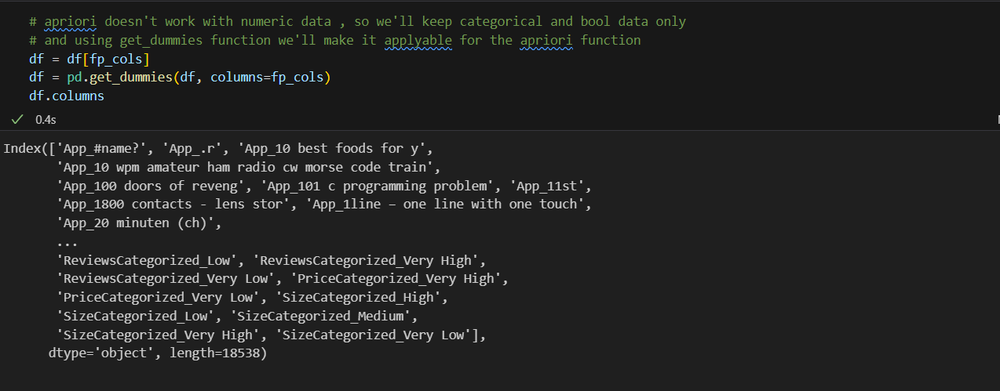 # apriori doesn't work with numeric data , so we'll keep categorical and bool data only
# and using get_dummies function we'll make it applyable for the apriori function
df = df[fp_cols]
df = pd.get_dummies(df, columns=fp_cols)
df.columns
0.4s
Index(['App_#name?', 'App_.r', 'App_10 best foods for y',
'App_10 wpm amateur ham radio cw morse code train',
'App_100 doors of reveng', 'App_101 c programming problem', 'App_11st',
'App_1800 contacts - lens stor', 'App_1line – one line with one touch',
'App_20 minuten (ch)',
...
'ReviewsCategorized_Low', 'ReviewsCategorized_Very High',
'ReviewsCategorized_Very Low', 'PriceCategorized_Very High',
'PriceCategorized_Very Low', 'SizeCategorized_High',
'SizeCategorized_Low', 'SizeCategorized_Medium',
'SizeCategorized_Very High', 'SizeCategorized_Very Low'],
dtype='object', length=18538)